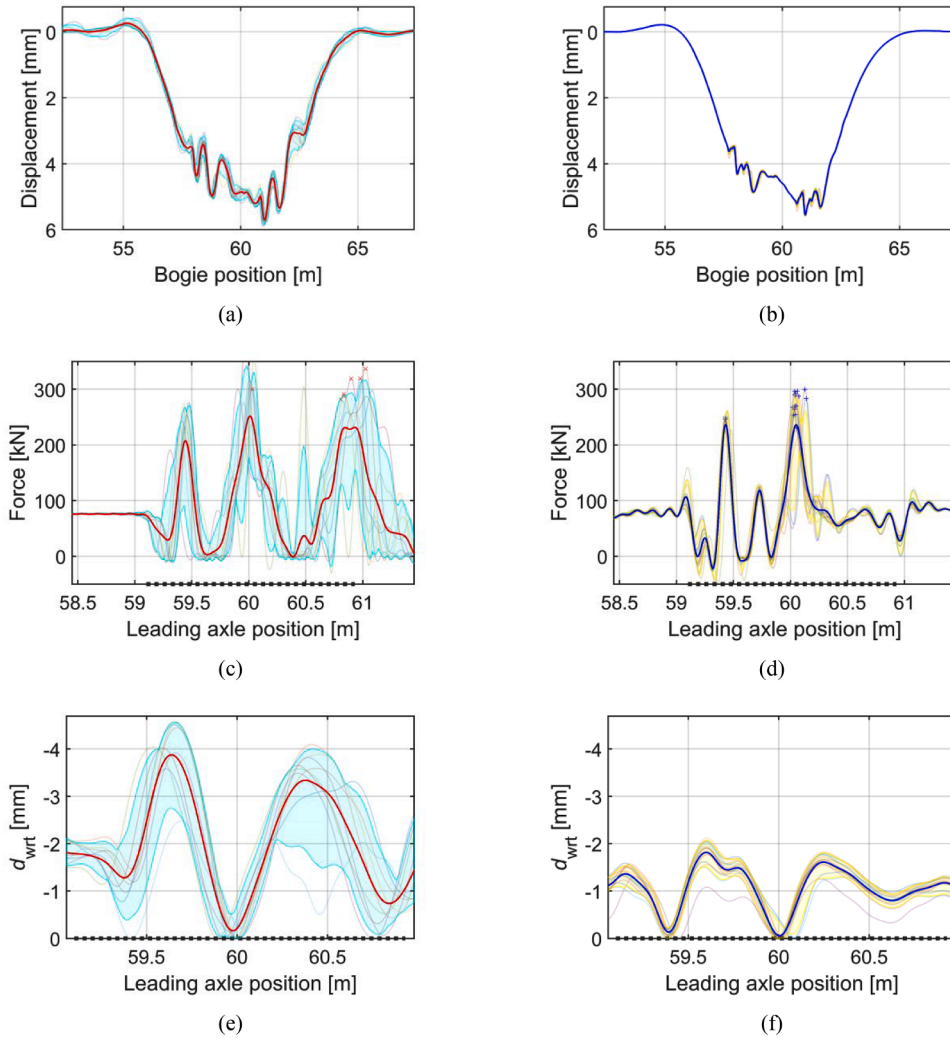 0
2
4
6
Displacement [mm]
55 60 65
Bogie position [m]
(a)
0
2
4
6
Displacement [mm]
55 60 65
Bogie position [m]
(b)
300
200
100
0
Force [kN]
58.5 59 59.5 60 60.5 61
Leading axle position [m]
(c)
300
200
100
0
Force [kN]
58.5 59 59.5 60 60.5 61
Leading axle position [m]
(d)
-4
-3
-2
-1
0
d_wrt [mm]
59.5 60 60.5
Leading axle position [m]
(e)
-4
-3
-2
-1
0
d_wrt [mm]
59.5 60 60.5
Leading axle position [m]
(f)